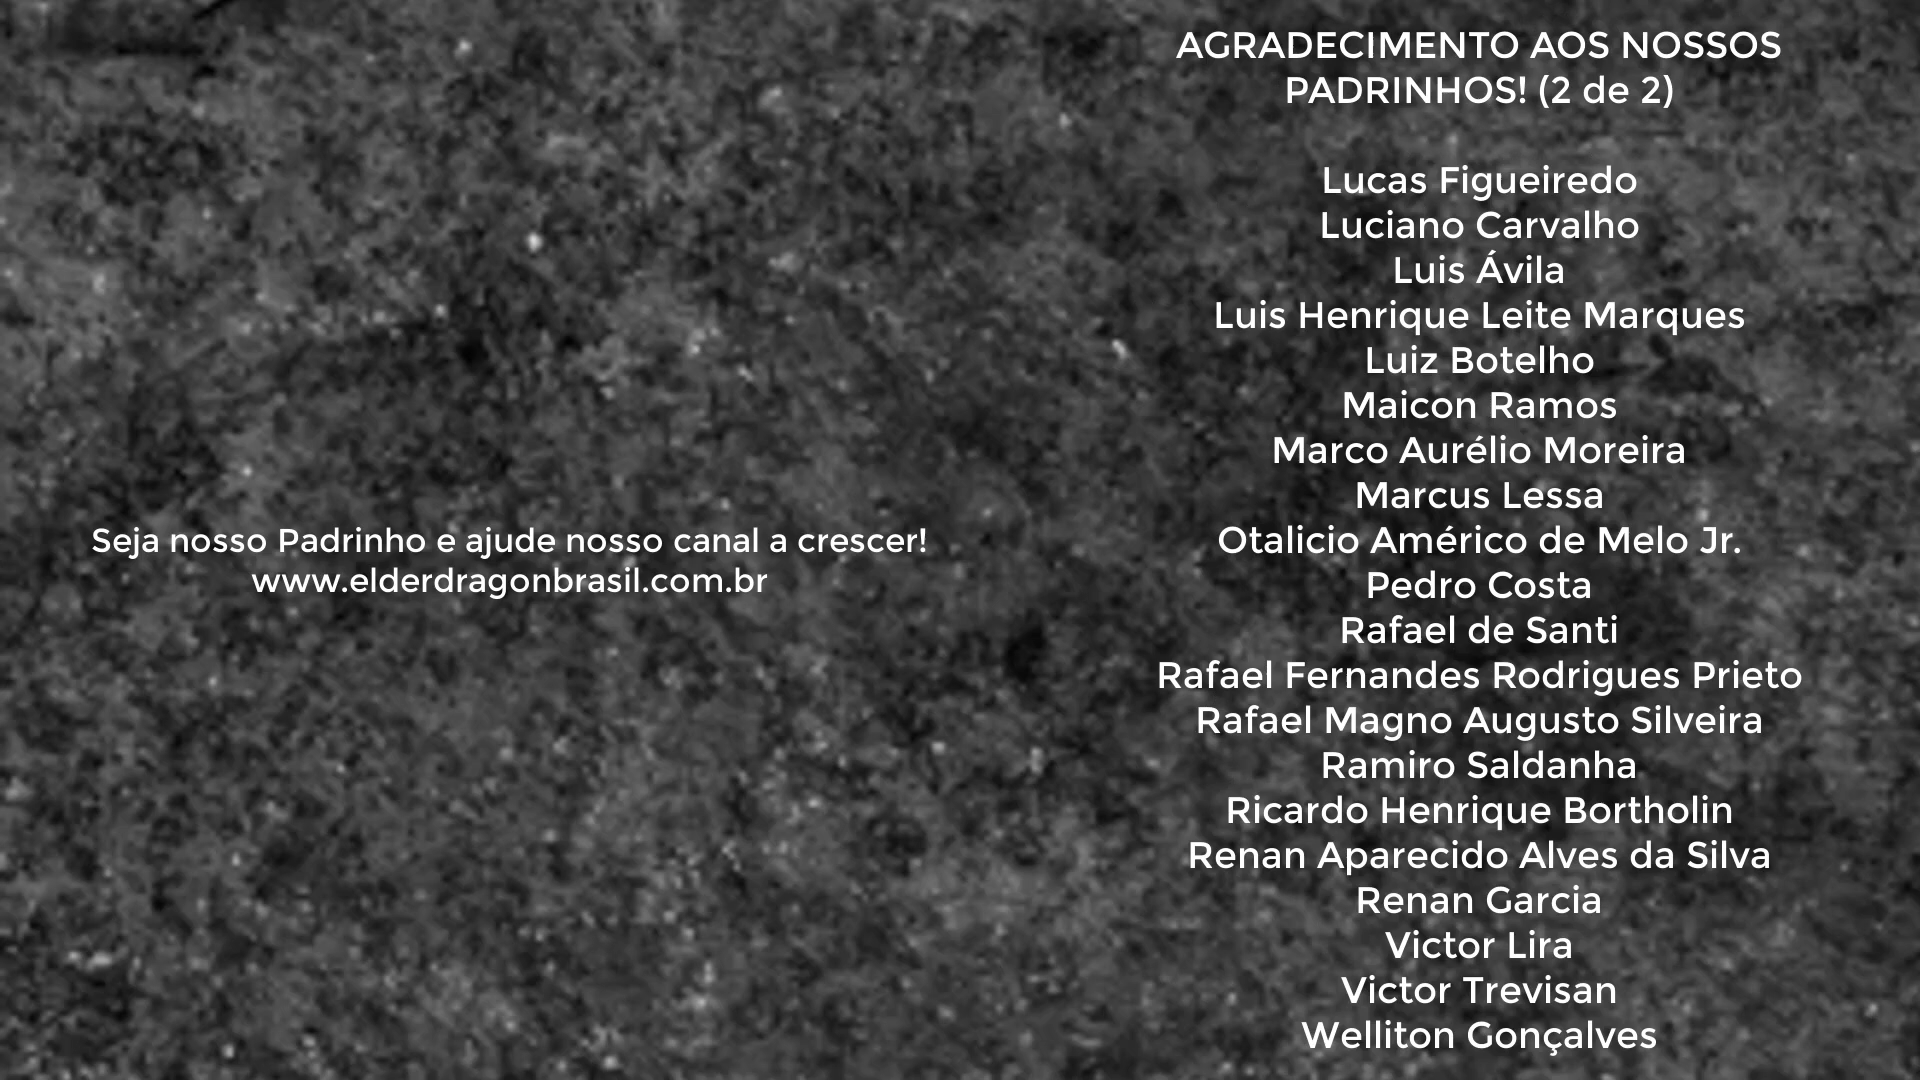 Seja nosso Padrinho e ajude nosso canal a crescer!
www.elderdragonbrasil.com.br
AGRADECIMENTO AOS NOSSOS
PADRINHOS! (2 de 2)
Lucas Figueiredo
Luciano Carvalho
Luis Ávila
Luis Henrique Leite Marques
Luiz Botelho
Maicon Ramos
Marco Aurélio Moreira
Marcus Lessa
Otalicio Américo de Melo Jr.
Pedro Costa
Rafael de Santi
Rafael Fernandes Rodrigues Prieto
Rafael Magno Augusto Silveira
Ramiro Saldanha
Ricardo Henrique Bortholin
Renan Aparecido Alves da Silva
Renan Garcia
Victor Lira
Victor Trevisan
Welliton Gonçalves